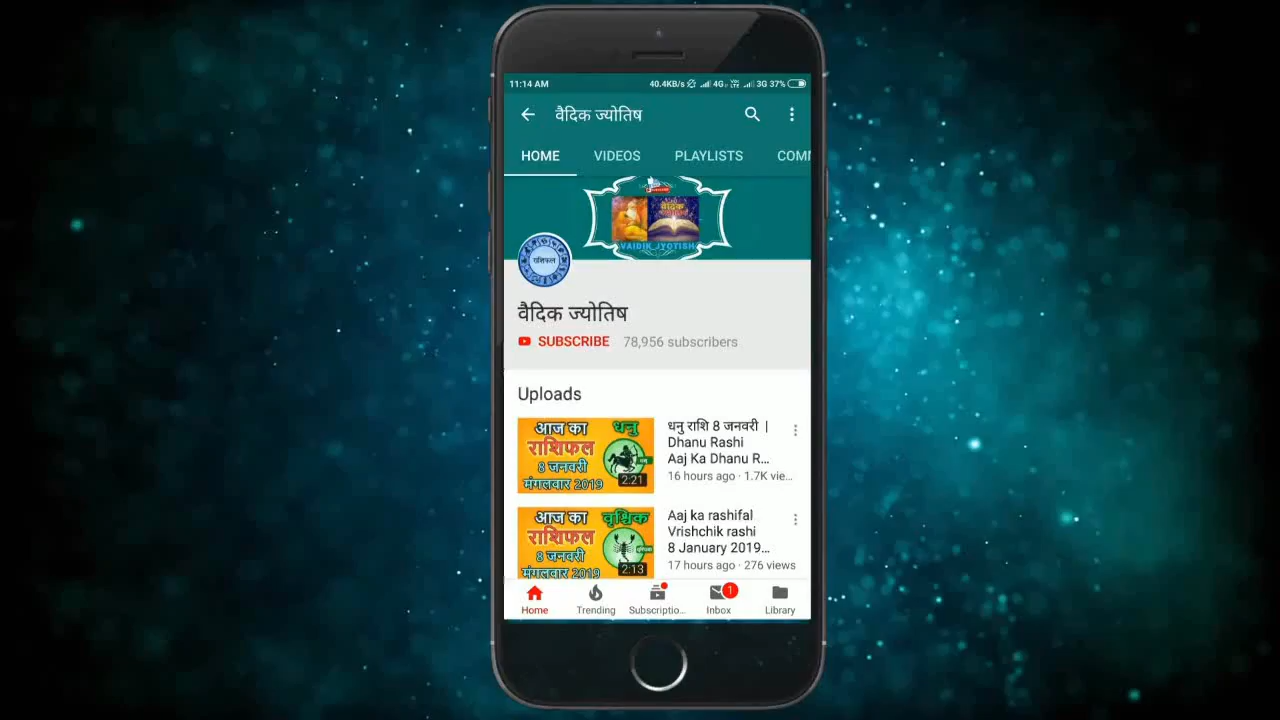 11:14 AM
40.4KB/s 4G VoLTE 3G 37%
वैदिक ज्योतिष
HOME VIDEOS PLAYLISTS COM
वैदिक
VAIDIK JYOTISH
राशिफल
वैदिक ज्योतिष
SUBSCRIBE 78,956 subscribers
Uploads
आज का धनु
राशिफल
8 जनवरी
मंगलवार 2019
2:21
धनु राशि 8 जनवरी |
Dhanu Rashi
Aaj Ka Dhanu R...
16 hours ago · 1.7K vie...
आज का वृश्चिक
राशिफल
8 जनवरी
मंगलवार 2019
2:13
Aaj ka rashifal
Vrishchik rashi
8 January 2019...
17 hours ago · 276 views
1
Home Trending Subscriptio... Inbox Library